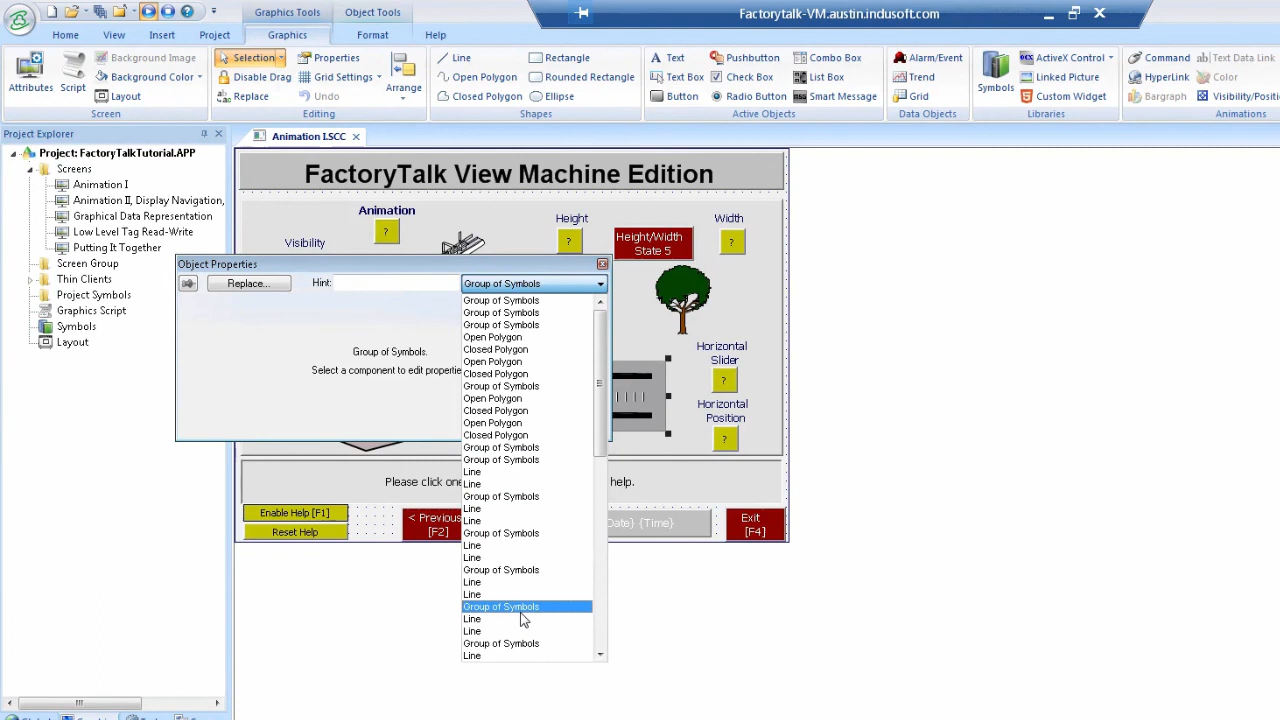 Graphics Tools
Object Tools
Factorytalk-VM.austin.indusoft.com
Home
View
Insert
Project
Graphics
Format
Help
Attributes
Script
Background Image
Background Color
Layout
Screen
Selection
Properties
Disable Drag
Grid Settings
Replace
Undo
Arrange
Editing
Line
Rectangle
Open Polygon
Rounded Rectangle
Closed Polygon
Ellipse
Shapes
Text
Pushbutton
Combo Box
Text Box
Check Box
List Box
Button
Radio Button
Smart Message
Active Objects
Alarm/Event
Trend
Grid
Data Objects
Symbols
ActiveX Control
Linked Picture
Custom Widget
Libraries
Command
Text Data Link
HyperLink
Color
Bargraph
Visibility/Positi
Animations
Project Explorer
Project: FactoryTalkTutorial.APP
Screens
Animation I
Animation II, Display Navigation,
Graphical Data Representation
Low Level Tag Read-Write
Putting It Together
Screen Group
Thin Clients
Project Symbols
Graphics Script
Symbols
Layout
Animation I.SCC
FactoryTalk View Machine Edition
Animation
?
Visibility
Height
?
Height/Width
State 5
Width
?
Object Properties
Replace...
Hint:
Group of Symbols
Group of Symbols.
Select a component to edit propertie
Group of Symbols
Group of Symbols
Group of Symbols
Open Polygon
Closed Polygon
Open Polygon
Closed Polygon
Group of Symbols
Open Polygon
Closed Polygon
Open Polygon
Closed Polygon
Group of Symbols
Group of Symbols
Line
Line
Group of Symbols
Line
Line
Group of Symbols
Line
Line
Group of Symbols
Line
Line
Group of Symbols
Line
Line
Group of Symbols
Line
Horizontal
Slider
?
Horizontal
Position
?
Please click one
help.
Enable Help [F1]
Reset Help
< Previous
[F2]
Date} {Time}
Exit
[F4]